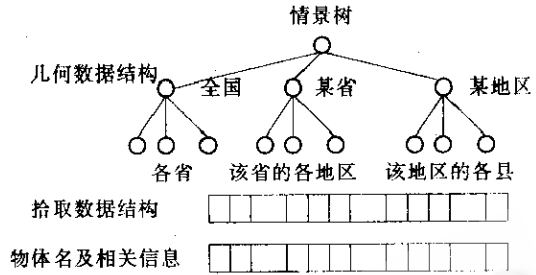 情景树
几何数据结构
全国 某省 某地区
各省 该省的各地区 该地区的各县
拾取数据结构
物体名及相关信息